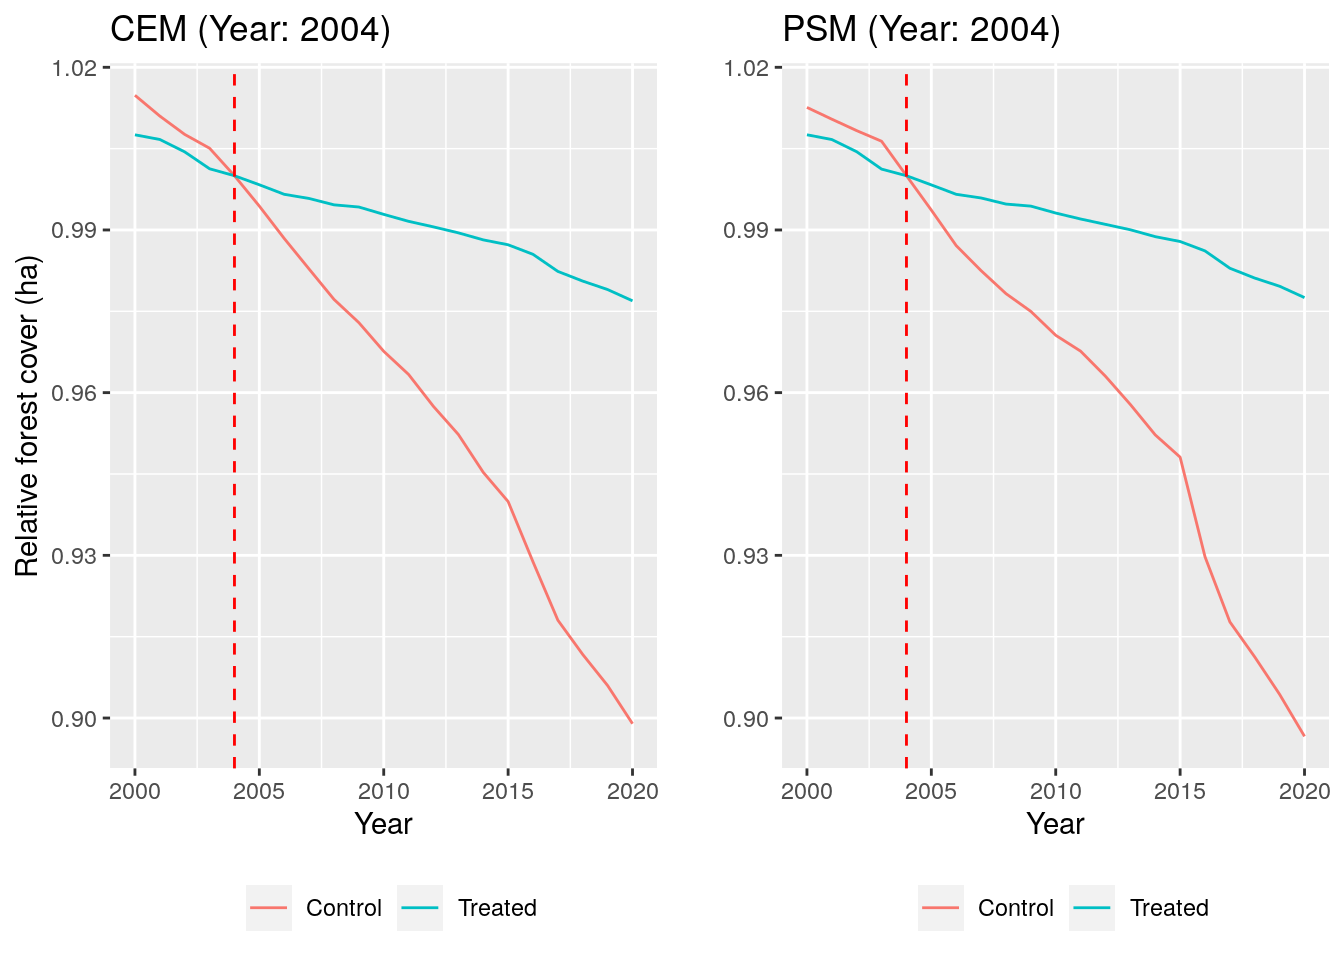 CEM (Year: 2004)
Relative forest cover (ha)
1.02
0.99
0.96
0.93
0.90
2000 2005 2010 2015 2020
Year
Control Treated
PSM (Year: 2004)
1.02
0.99
0.96
0.93
0.90
2000 2005 2010 2015 2020
Year
Control Treated